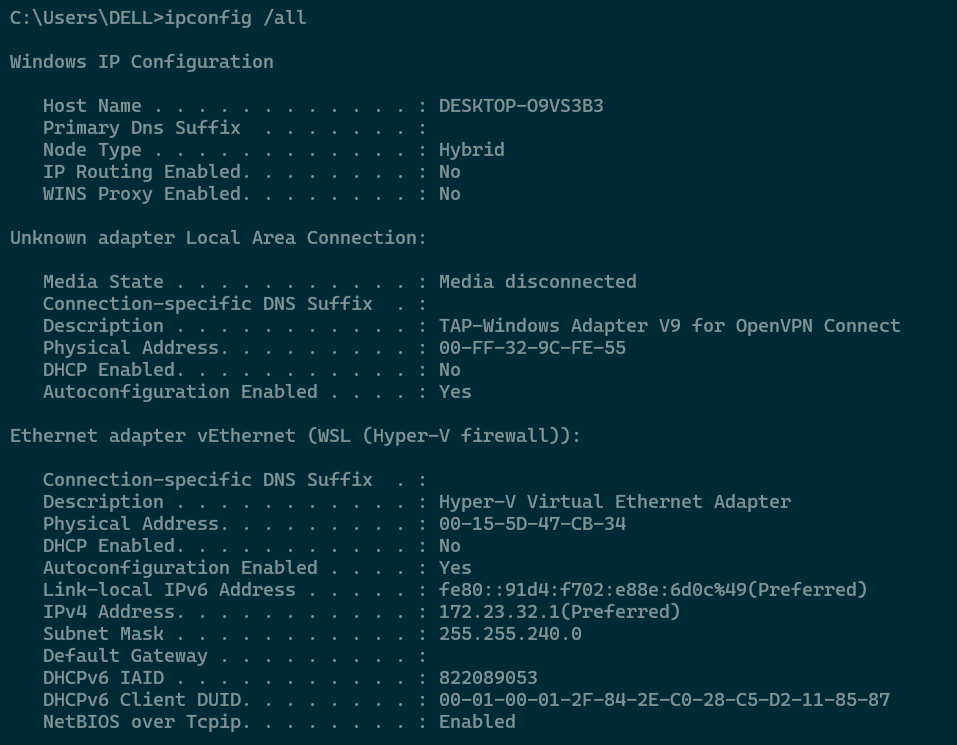 C:\Users\DELL>ipconfig /all
Windows IP Configuration
Host Name . . . . . . . . . . . . : DESKTOP-O9VS3B3
Primary Dns Suffix  . . . . . . . :
Node Type . . . . . . . . . . . . : Hybrid
IP Routing Enabled. . . . . . . . : No
WINS Proxy Enabled. . . . . . . . : No
Unknown adapter Local Area Connection:
Media State . . . . . . . . . . . : Media disconnected
Connection-specific DNS Suffix  . :
Description . . . . . . . . . . . : TAP-Windows Adapter V9 for OpenVPN Connect
Physical Address. . . . . . . . . : 00-FF-32-9C-FE-55
DHCP Enabled. . . . . . . . . . . : No
Autoconfiguration Enabled . . . . : Yes
Ethernet adapter vEthernet (WSL (Hyper-V firewall)):
Connection-specific DNS Suffix  . :
Description . . . . . . . . . . . : Hyper-V Virtual Ethernet Adapter
Physical Address. . . . . . . . . : 00-15-5D-47-CB-34
DHCP Enabled. . . . . . . . . . . : No
Autoconfiguration Enabled . . . . : Yes
Link-local IPv6 Address . . . . . : fe80::91d4:f702:e88e:6d0c%49(Preferred)
IPv4 Address. . . . . . . . . . . : 172.23.32.1(Preferred)
Subnet Mask . . . . . . . . . . . : 255.255.240.0
Default Gateway . . . . . . . . . :
DHCPv6 IAID . . . . . . . . . . . : 822089053
DHCPv6 Client DUID. . . . . . . . : 00-01-00-01-2F-84-2E-C0-28-C5-D2-11-85-87
NetBIOS over Tcpip. . . . . . . . : Enabled